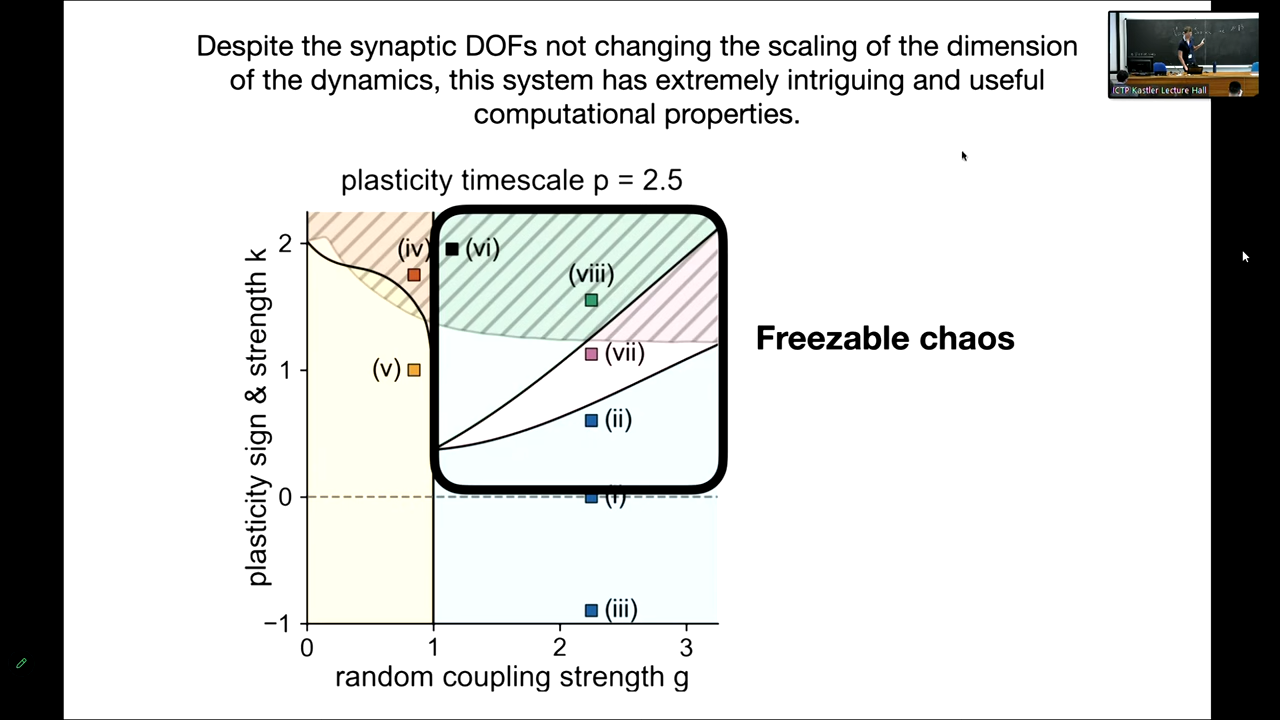 Despite the synaptic DOFs not changing the scaling of the dimension
of the dynamics, this system has extremely intriguing and useful
computational properties.
ICTP Kastler Lecture Hall
plasticity timescale p = 2.5
plasticity sign & strength k
2
1
0
−1
(iv)
(vi)
(viii)
(v)
(vii)
(ii)
(i)
(iii)
Freezable chaos
0 1 2 3
random coupling strength g